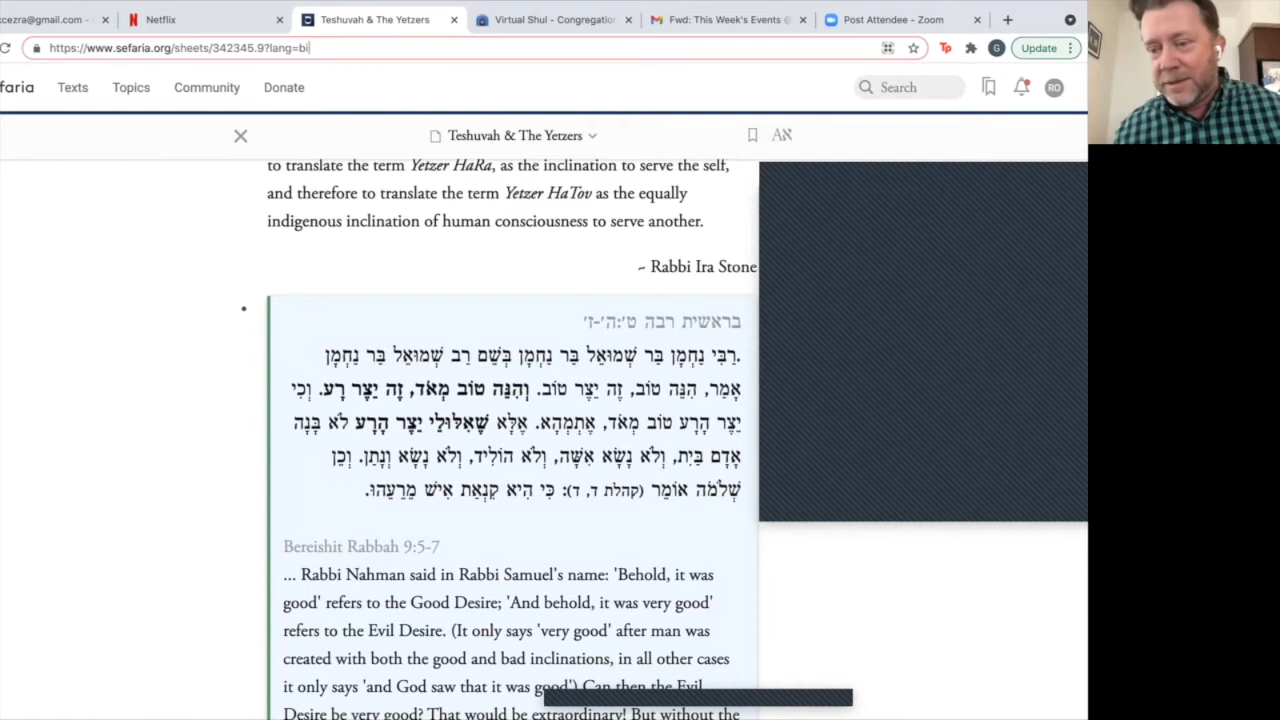 xcezra@gmail.com -
Netflix
Teshuvah & The Yetzers
Virtual Shul - Congregation
Fwd: This Week's Events @
Post Attendee - Zoom
https://www.sefaria.org/sheets/342345.9?lang=bi
Tp
G
Update
faria
Texts
Topics
Community
Donate
Search
RO
Teshuvah & The Yetzers
Aא
to translate the term Yetzer HaRa, as the inclination to serve the self,
and therefore to translate the term Yetzer HaTov as the equally
indigenous inclination of human consciousness to serve another.
~ Rabbi Ira Stone
בראשית רבה ט׳:ה׳-ז׳
.רַבִּי נַחְמָן בַּר שְׁמוּאֵל בַּר נַחְמָן בְּשֵׁם רַב שְׁמוּאֵל בַּר נַחְמָן
אָמַר, הִנֵּה טוֹב, זֶה יֵצֶר טוֹב. וְהִנֵּה טוֹב מְאֹד, זֶה יֵצֶר רָע. וְכִי
יֵצֶר הָרָע טוֹב מְאֹד, אֶתְמְהָא. אֶלָּא שֶׁאִלּוּלֵי יֵצֶר הָרָע לֹא בָּנָה
אָדָם בַּיִת, וְלֹא נָשָׂא אִשָּׁה, וְלֹא הוֹלִיד, וְלֹא נָשָׂא וְנָתַן. וְכֵן
שְׁלֹמֹה אוֹמֵר (קהלת ד, ד): כִּי הִיא קִנְאַת אִישׁ מֵרֵעֵהוּ.
Bereishit Rabbah 9:5-7
... Rabbi Nahman said in Rabbi Samuel's name: 'Behold, it was
good' refers to the Good Desire; 'And behold, it was very good'
refers to the Evil Desire. (It only says 'very good' after man was
created with both the good and bad inclinations, in all other cases
it only says 'and God saw that it was good') Can then the Evil
Desire be very good? That would be extraordinary! But without the